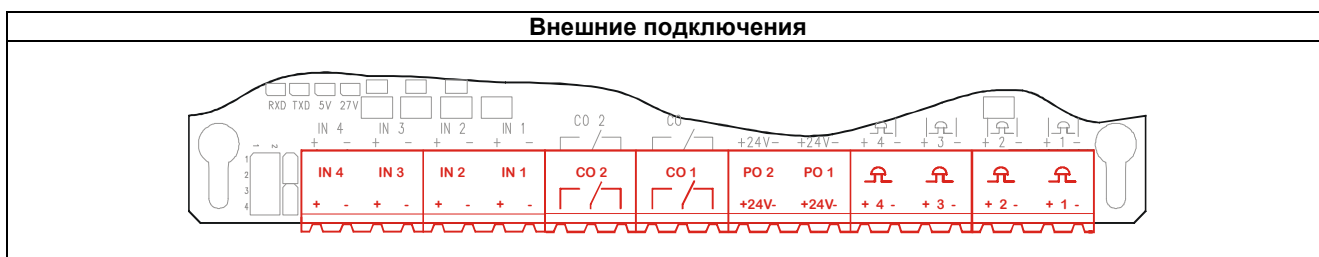 Внешние подключения
RXD TXD 5V 27V
IN 4 IN 3 IN 2 IN 1 CO 2 CO
+ - + - + - + - +24V- +24V- + 4 - + 3 - + 2 - + 1 -
1 2
1
2
3
4
IN 4 IN 3 IN 2 IN 1 CO 2 CO 1 PO 2 PO 1
+ - + - + - + - +24V- +24V- + 4 - + 3 - + 2 - + 1 -